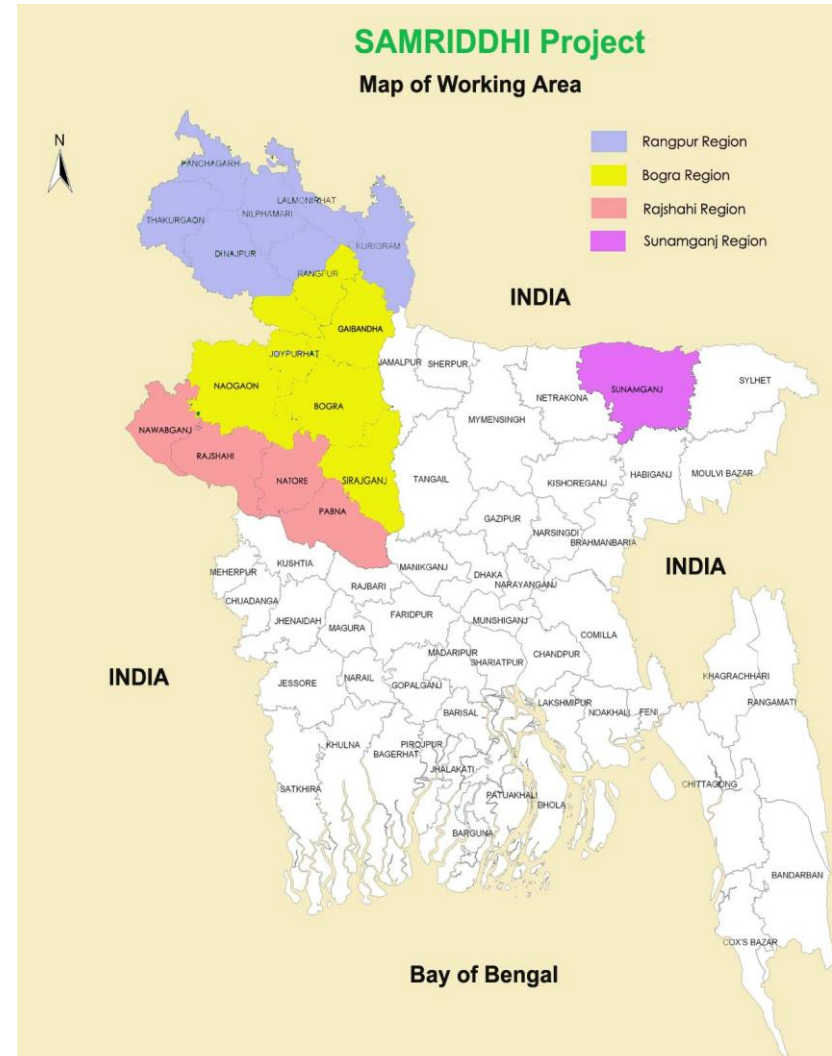 SAMRIDDHI Project
Map of Working Area
N
Rangpur Region
Bogra Region
Rajshahi Region
Sunamganj Region
PANCHAGARH
LALMONIRHAT
NILPHAMARI
THAKURGAON
KURIGRAM
DINAJPUR
RANGPUR
INDIA
GAIBANDHA
JOYPURHAT
JAMALPUR
SHERPUR
NAOGAON
SUNAMGANJ
SYLHET
NETRAKONA
BOGRA
MYMENSINGH
NAWABGANJ
RAJSHAHI
HABIGANJ
MOULVI BAZAR
NATORE
SIRAJGANJ
TANGAIL
KISHOREGANJ
PABNA
GAZIPUR
NARSINGDI
BRAHMANBARIA
KUSHTIA
MANIKGANJ
INDIA
MEHERPUR
DHAKA
RAJBARI
NARAYANGANJ
CHUADANGA
JHENAIDAH
FARIDPUR
MUNSHIGANJ
MAGURA
COMILLA
MADARIPUR
CHANDPUR
SHARIATPUR
KHAGRACHHARI
INDIA
JESSORE
NARAIL
GOPALGANJ
RANGAMATI
LAKSHMIPUR
BARISAL
NOAKHALI
FENI
KHULNA
PIROJPUR
BAGERHAT
JHALAKATI
CHITTAGONG
SATKHIRA
PATUAKHALI
BHOLA
BARGUNA
BANDARBAN
COX'S BAZAR
Bay of Bengal